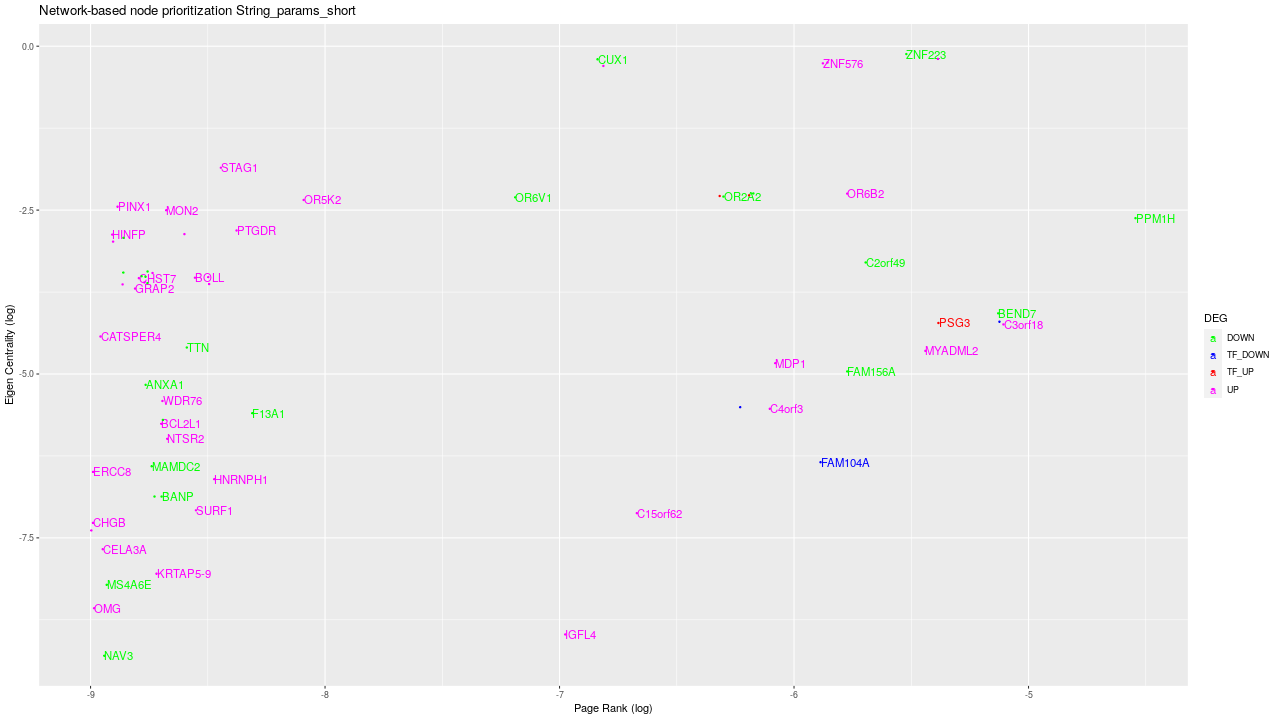 Network-based node prioritization String_params_short
0.0
CUX1
ZNF576
ZNF223
STAG1
OR5K2
OR6V1
OR2A2
OR6B2
PINX1
MON2
-2.5
PPM1H
HINFP
PTGDR
C2orf49
CHST7
BOLL
GRAP2
BEND7
PSG3
C3orf18
CATSPER4
TTN
MYADML2
MDP1
-5.0
FAM156A
ANXA1
WDR76
C4orf3
F13A1
BCL2L1
NTSR2
FAM104A
MAMDC2
ERCC8
HNRNPH1
BANP
SURF1
C15orf62
CHGB
-7.5
CELA3A
KRTAP5-9
MS4A6E
OMG
IGFL4
NAV3
-9
-8
-7
-6
-5
Page Rank (log)
Eigen Centrality (log)
DEG
a DOWN
a TF_DOWN
a TF_UP
a UP